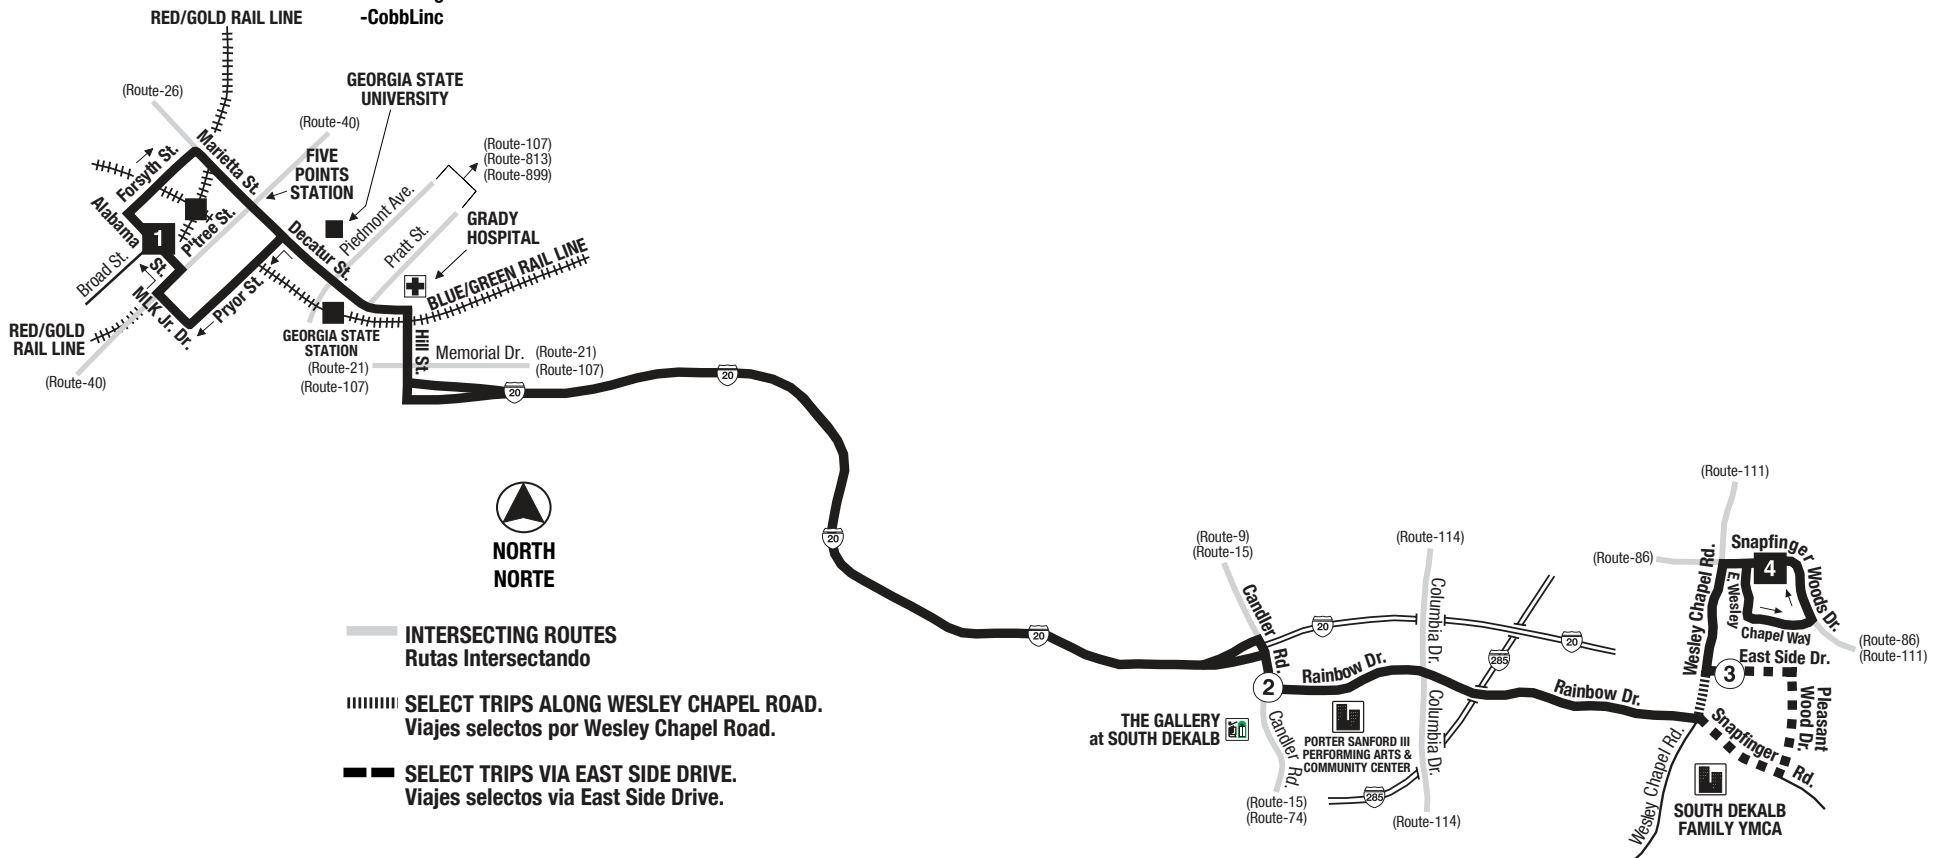 -CobbLinc
RED/GOLD RAIL LINE
GEORGIA STATE
UNIVERSITY
(Route-26)
(Route-40)
Marietta St.
FIVE
POINTS
STATION
(Route-107)
(Route-813)
(Route-899)
Forsyth St.
Alabama
St.
1
P'tree St.
Broad St.
Decatur St.
Piedmont Ave.
Pratt St.
GRADY
HOSPITAL
BLUE/GREEN RAIL LINE
MLK Jr. Dr.
Pryor St.
RED/GOLD
RAIL LINE
(Route-40)
GEORGIA STATE
STATION
(Route-21)
(Route-107)
Hill St.
Memorial Dr.
(Route-21)
(Route-107)
20
20
20
20
NORTH
NORTE
INTERSECTING ROUTES
Rutas Intersectando
SELECT TRIPS ALONG WESLEY CHAPEL ROAD.
Viajes selectos por Wesley Chapel Road.
SELECT TRIPS VIA EAST SIDE DRIVE.
Viajes selectos via East Side Drive.
(Route-9)
(Route-15)
Candler Rd.
2
THE GALLERY
at SOUTH DEKALB
Candler Rd.
(Route-15)
(Route-74)
20
Rainbow Dr.
PORTER SANFORD III
PERFORMING ARTS &
COMMUNITY CENTER
285
(Route-114)
Columbia Dr.
Columbia Dr.
(Route-114)
285
20
Rainbow Dr.
(Route-111)
(Route-86)
Wesley Chapel Rd.
Snapfinger Woods Dr.
4
E. Wesley
Chapel Way
(Route-86)
(Route-111)
East Side Dr.
3
Pleasant
Wood Dr.
Snapfinger Rd.
Wesley Chapel Rd.
SOUTH DEKALB
FAMILY YMCA